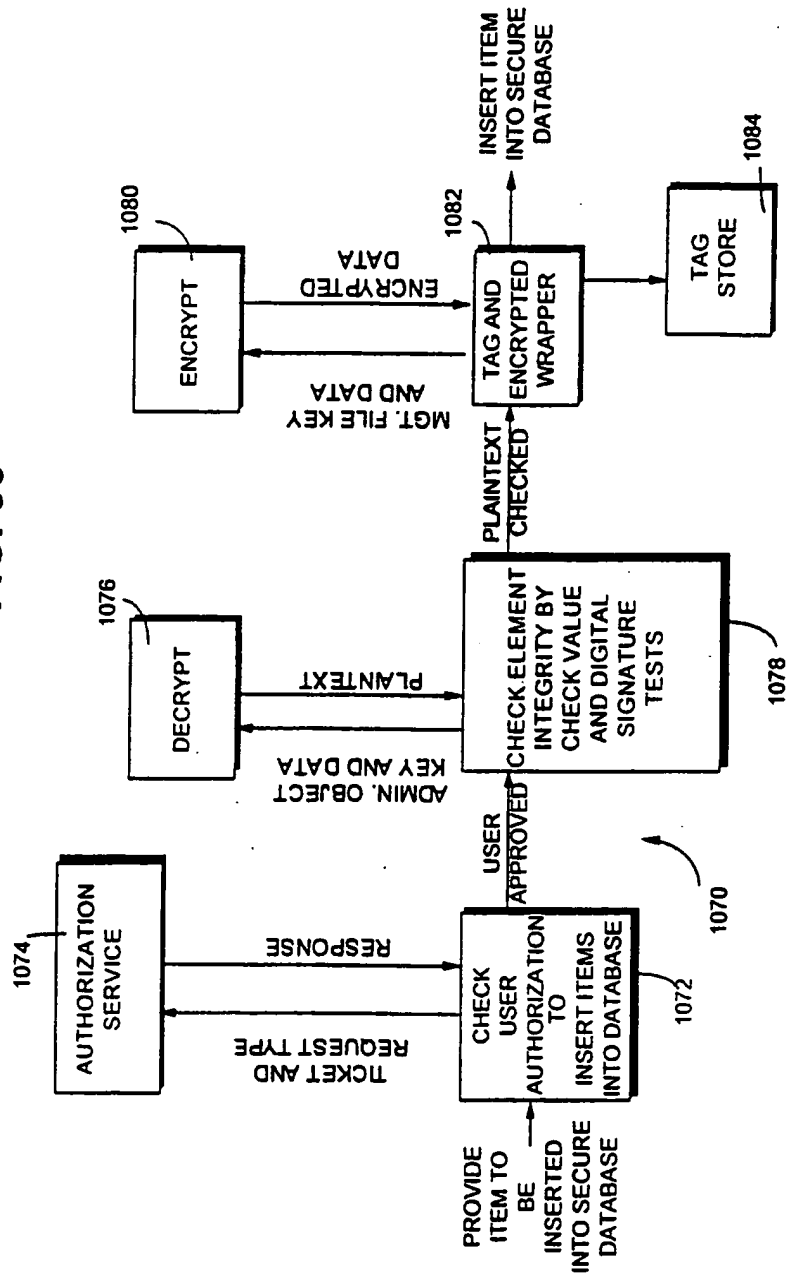 PROVIDE
ITEM TO
BE
INSERTED
INTO SECURE
DATABASE
CHECK
USER
AUTHORIZATION
TO
INSERT ITEMS
INTO DATABASE
1072
TICKET AND
REQUEST TYPE
RESPONSE
AUTHORIZATION
SERVICE
1074
1070
USER
APPROVED
CHECK ELEMENT
INTEGRITY BY
CHECK VALUE
AND DIGITAL
SIGNATURE
TESTS
1078
ADMIN. OBJECT
KEY AND DATA
PLAINTEXT
DECRYPT
1076
PLAINTEXT
CHECKED
TAG AND
ENCRYPTED
WRAPPER
1082
MGT. FILE KEY
AND DATA
ENCRYPTED
DATA
ENCRYPT
1080
INSERT ITEM
INTO SECURE
DATABASE
TAG
STORE
1084